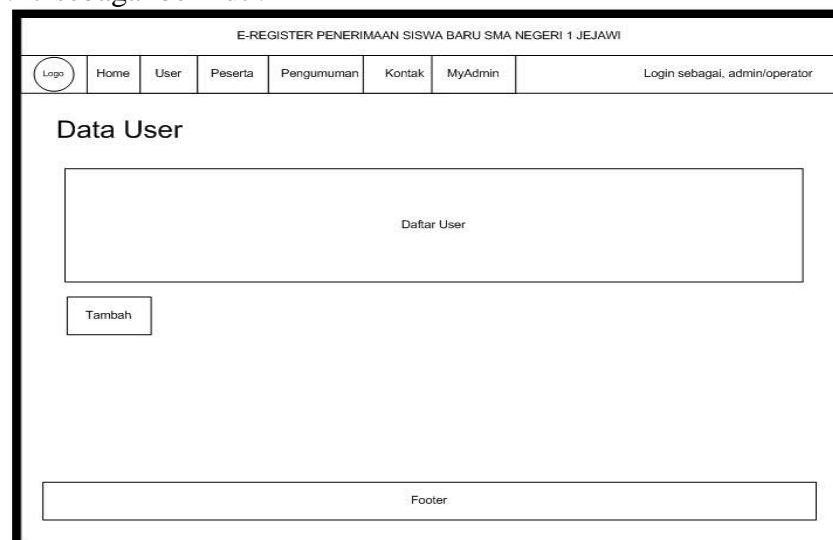 sebagai
E-REGISTER PENERIMAAN SISWA BARU SMA NEGERI 1 JEJAWI
Logo Home User Peserta Pengumuman Kontak MyAdmin Login sebagai, admin/operator
Data User
Daftar User
Tambah
Footer